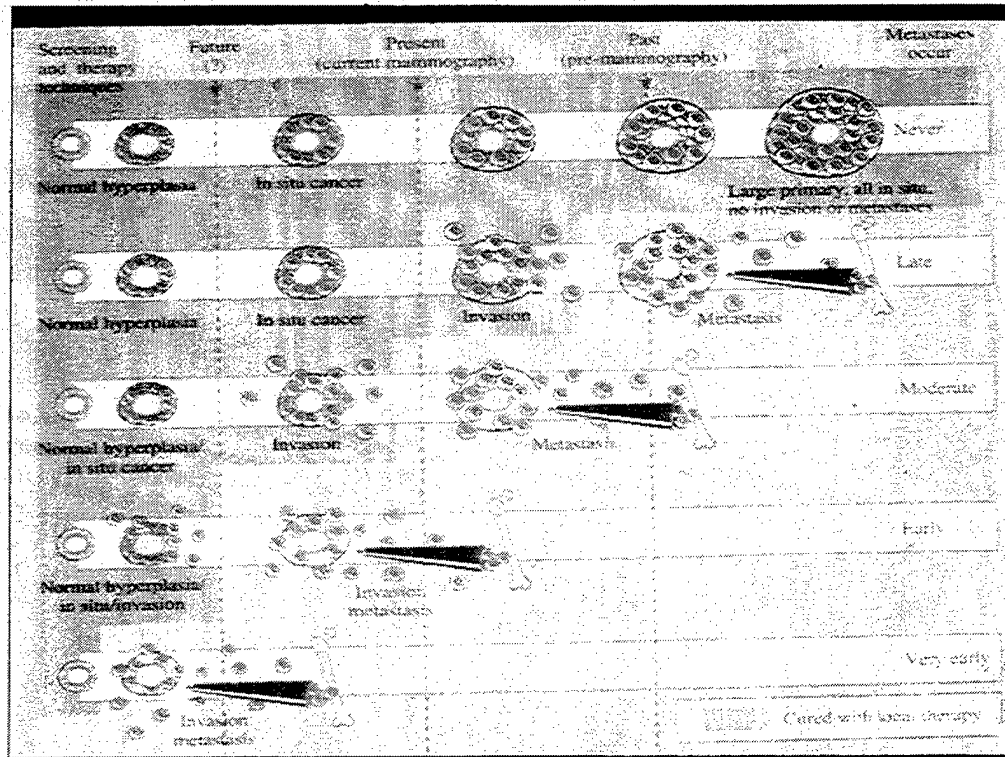 Screening
and therapy
techniques
Future
(?)
Present
(current mammography)
Past
(pre-mammography)
Metastases
occur
Never
Normal hyperplasia
In situ cancer
Large primary, all in situ,
no invasion or metastases
Late
Normal hyperplasia
In situ cancer
Invasion
Metastasis
Moderate
Normal hyperplasia/
in situ cancer
Invasion
Metastasis
Early
Normal hyperplasia/
in situ/invasion
Invasion
metastasis
Very early
Invasion
metastasis
Cured with local therapy